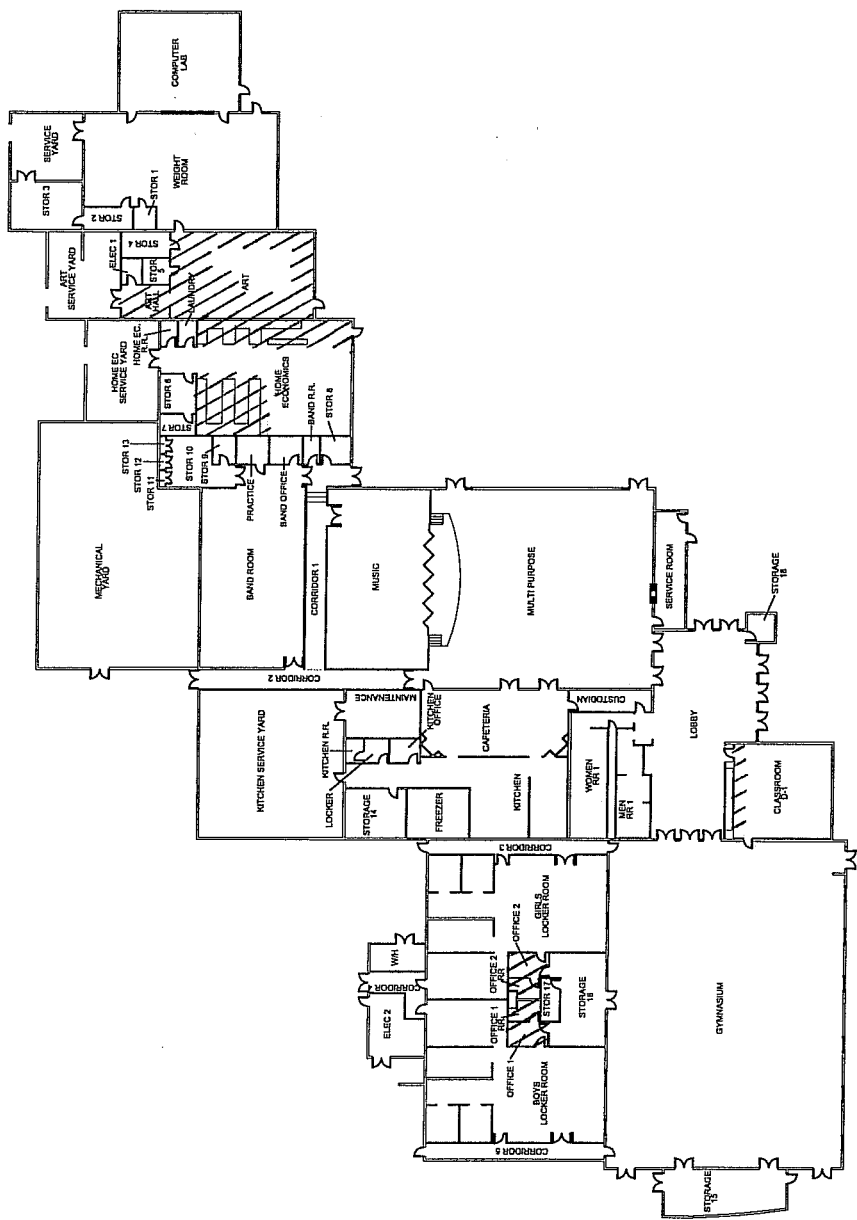 COMPUTER
LAB
SERVICE
YARD
STOR 3
WEIGHT
ROOM
STOR 1
STOR 2
STOR 4
ELEC 1
STOR
5
ART
SERVICE YARD
ART
HALL
LAUNDRY
ART
HOME EC
SERVICE YARD
HOME EC.
R.R.
STOR 6
STOR 7
HOME
ECONOMICS
BAND R.R.
STOR 8
STOR 13
STOR 12
STOR 11
STOR 10
STOR 9
PRACTICE
BAND OFFICE
MECHANICAL
YARD
BAND ROOM
CORRIDOR 1
MUSIC
MULTI PURPOSE
SERVICE ROOM
STORAGE
CORRIDOR 2
KITCHEN SERVICE YARD
MAINTENANCE
KITCHEN
OFFICE
KITCHEN R.R.
LOCKER
CAFETERIA
CUSTODIAN
LOBBY
STORAGE
14
FREEZER
KITCHEN
WOMEN
RR 1
MEN
RR 1
CLASSROOM
D-1
CORRIDOR 3
GIRLS
LOCKER ROOM
OFFICE 2
OFFICE 2
RR
W/H
CORRIDOR 4
ELEC 2
OFFICE 1
RR
STOR 17
STORAGE
OFFICE 1
BOYS
LOCKER ROOM
CORRIDOR 5
GYMNASIUM
STORAGE
15